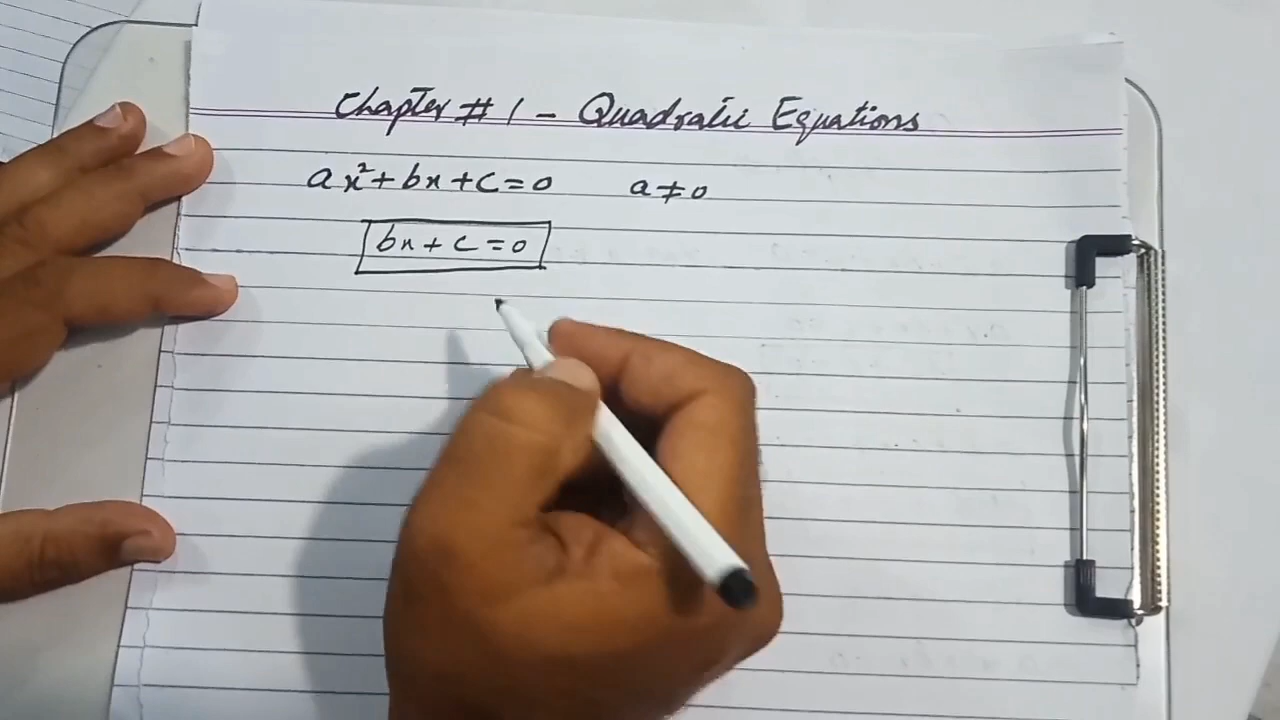 Chapter # 1 - Quadratic Equations
ax² + bx + c = 0 a ≠ 0
bx + c = 0